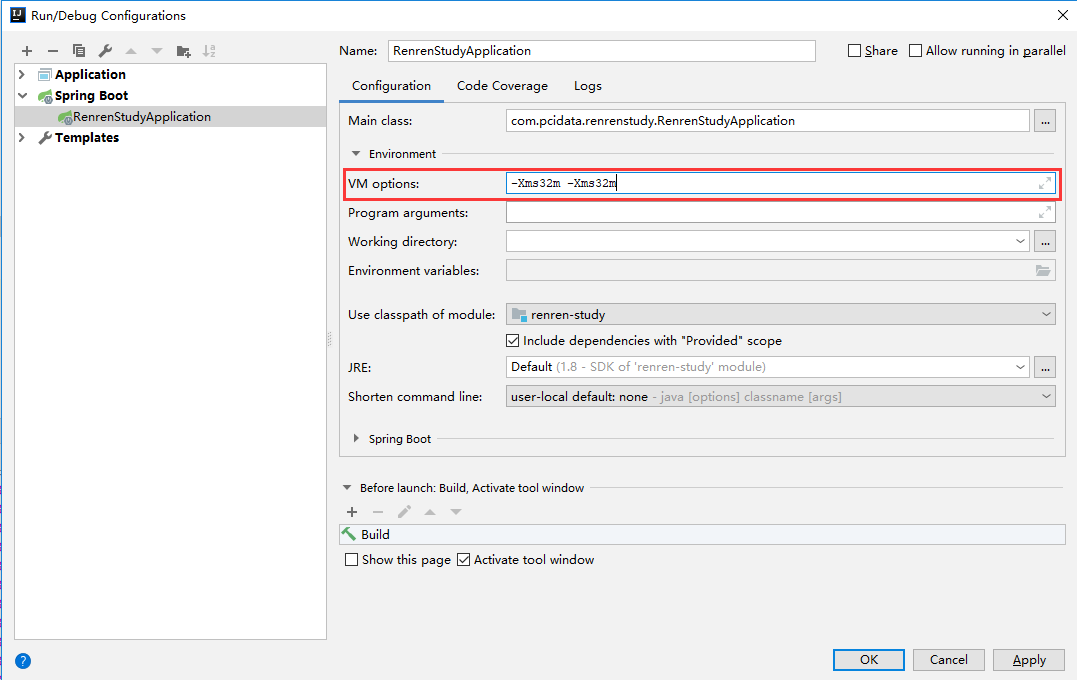 Run/Debug Configurations
Name: RenrenStudyApplication Share Allow running in parallel
Application
Spring Boot
RenrenStudyApplication
Templates
Configuration Code Coverage Logs
Main class: com.pcidata.renrenstudy.RenrenStudyApplication ...
Environment
VM options: -Xms32m -Xms32m
Program arguments:
Working directory: ...
Environment variables:
Use classpath of module: renren-study
Include dependencies with "Provided" scope
JRE: Default (1.8 - SDK of 'renren-study' module) ...
Shorten command line: user-local default: none - java [options] classname [args]
Spring Boot
Before launch: Build, Activate tool window
Build
Show this page Activate tool window
? OK Cancel Apply